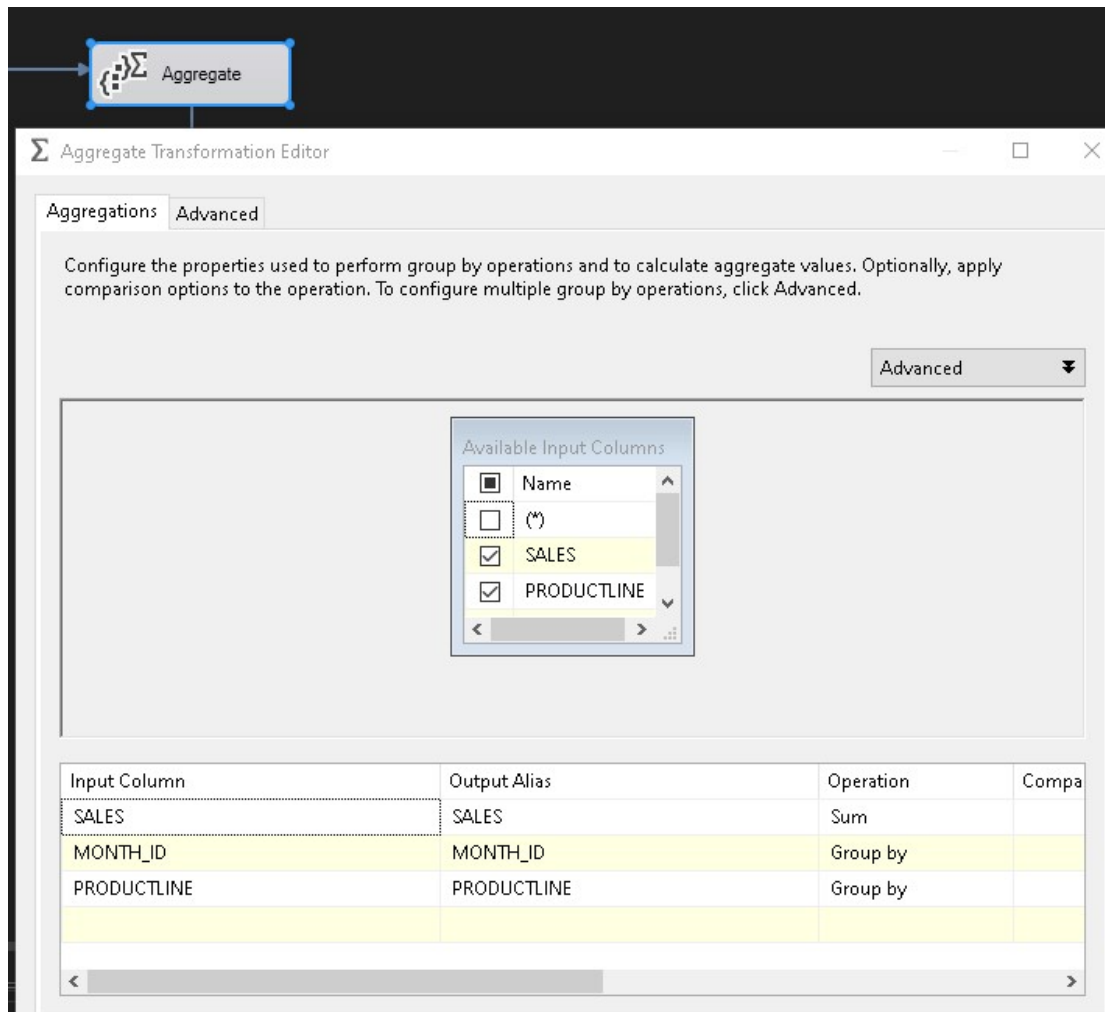 Aggregate
Aggregate Transformation Editor
Aggregations Advanced
Configure the properties used to perform group by operations and to calculate aggregate values. Optionally, apply
comparison options to the operation. To configure multiple group by operations, click Advanced.
Advanced
Available Input Columns
Name
(*)
SALES
PRODUCTLINE
Input Column Output Alias Operation Compa
SALES SALES Sum
MONTH_ID MONTH_ID Group by
PRODUCTLINE PRODUCTLINE Group by